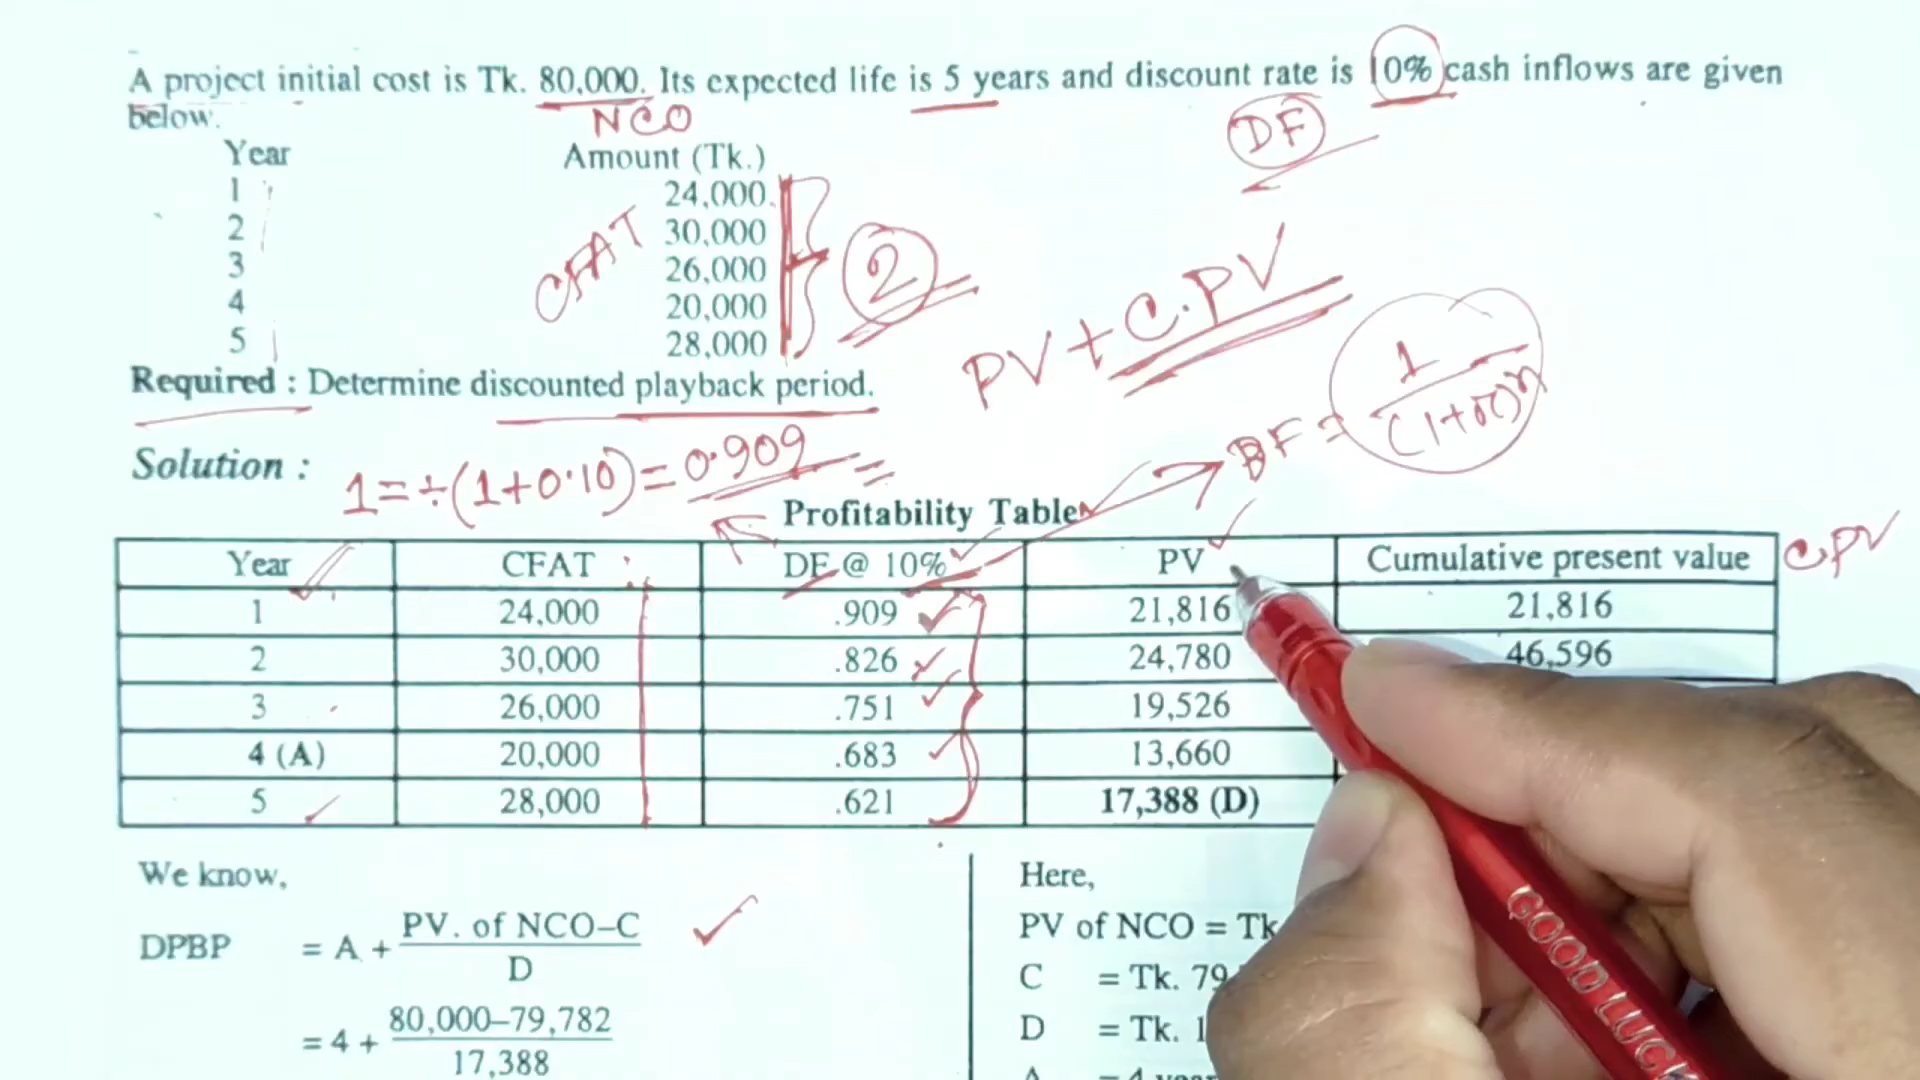 A project initial cost is Tk. 80,000. Its expected life is 5 years and discount rate is 10% cash inflows are given
below.
NCO
DF
Year Amount (Tk.)
1 24,000
2 30,000
3 26,000
4 20,000
5 28,000
CFAT
2
PV + C.PV
Required : Determine discounted playback period.
Solution :
1=÷(1+0.10)=0.909
DF = 1/(1+r)n
Profitability Table
Year CFAT DF @ 10% PV Cumulative present value
C.PV
1 24,000 .909 21,816 21,816
2 30,000 .826 24,780 46,596
3 26,000 .751 19,526
4 (A) 20,000 .683 13,660
5 28,000 .621 17,388 (D)
We know,
DPBP = A + PV. of NCO–C
D
= 4 + 80,000–79,782
17,388
Here,
PV of NCO = Tk
C = Tk. 79
D = Tk. 1
GOOD LUCK